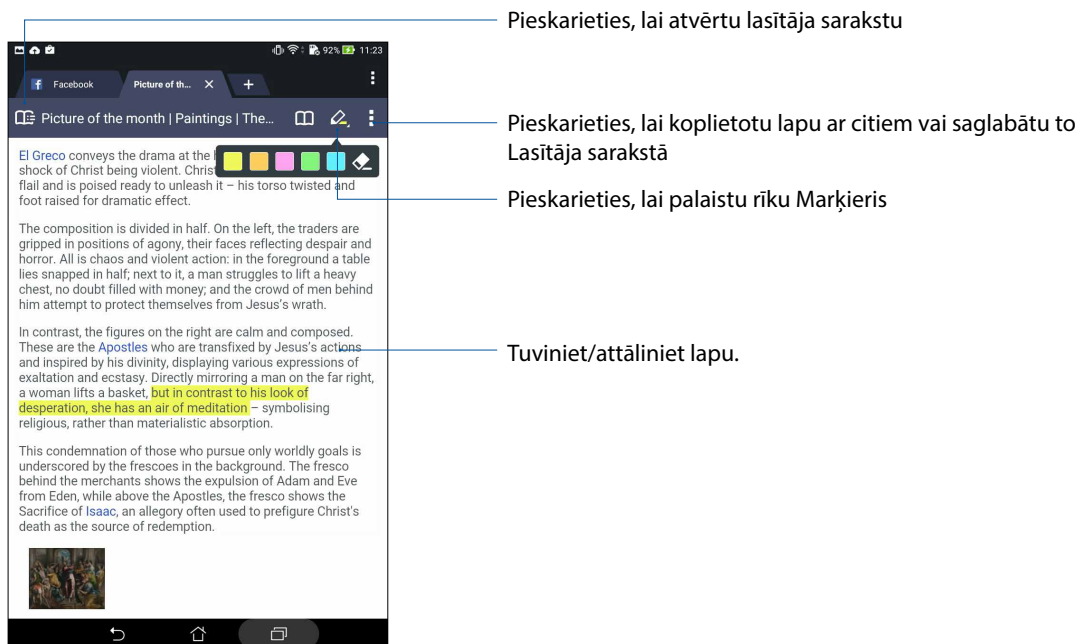 Pieskarieties, lai atvērtu lasītāja sarakstu
92% 11:23
Facebook
Picture of th...
Picture of the month | Paintings | The...
Pieskarieties, lai koplietotu lapu ar citiem vai saglabātu to
Lasītāja sarakstā
Pieskarieties, lai palaistu rīku Marķieris
El Greco conveys the drama at the
shock of Christ being violent. Christ
flail and is poised ready to unleash it – his torso twisted and
foot raised for dramatic effect.
The composition is divided in half. On the left, the traders are
gripped in positions of agony, their faces reflecting despair and
horror. All is chaos and violent action: in the foreground a table
lies snapped in half; next to it, a man struggles to lift a heavy
chest, no doubt filled with money; and the crowd of men behind
him attempt to protect themselves from Jesus's wrath.
In contrast, the figures on the right are calm and composed.
These are the Apostles who are transfixed by Jesus's actions
and inspired by his divinity, displaying various expressions of
exaltation and ecstasy. Directly mirroring a man on the far right,
a woman lifts a basket, but in contrast to his look of
desperation, she has an air of meditation – symbolising
religious, rather than materialistic absorption.
Tuviniet/attāliniet lapu.
This condemnation of those who pursue only worldly goals is
underscored by the frescoes in the background. The fresco
behind the merchants shows the expulsion of Adam and Eve
from Eden, while above the Apostles, the fresco shows the
Sacrifice of Isaac, an allegory often used to prefigure Christ's
death as the source of redemption.